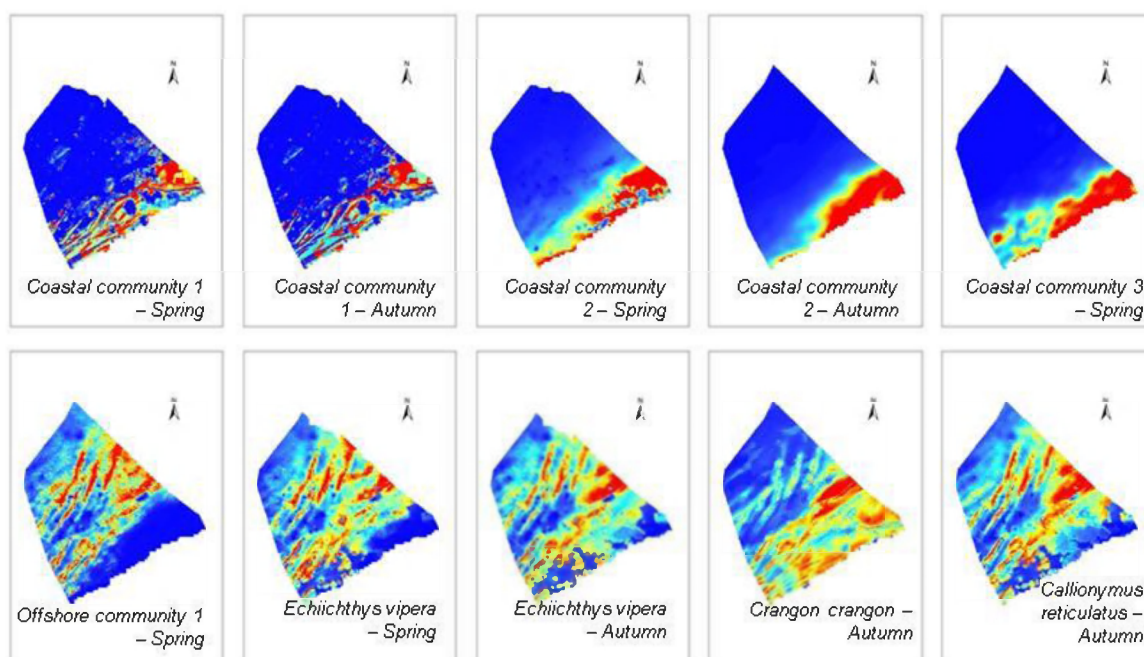 N
N
N
N
N
Coastal community 1
– Spring
Coastal community
1 – Autumn
Coastal community
2 – Spring
Coastal community
2 – Autumn
Coastal community 3
– Spring
N
N
N
N
N
Offshore community 1
– Spring
Echiichthys vipera
– Spring
Echiichthys vipera
– Autumn
Crangon crangon –
Autumn
Callionymus
reticulatus –
Autumn